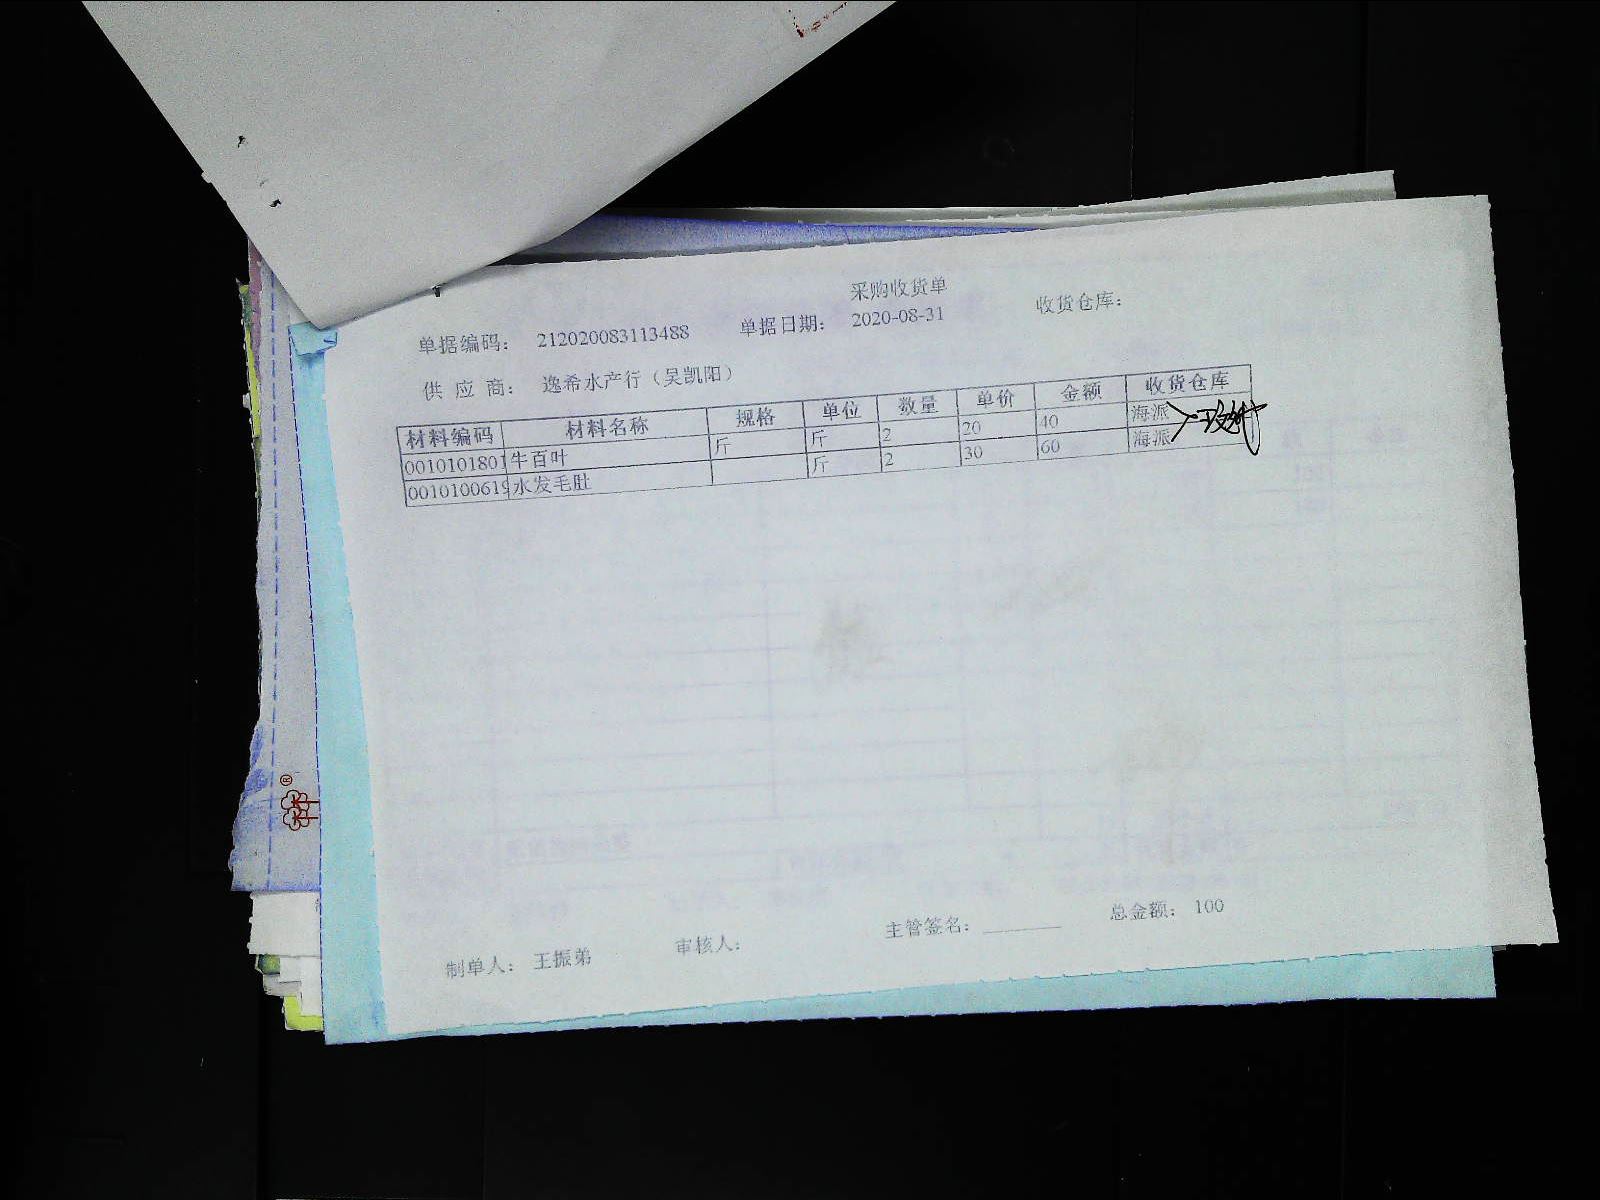 采购收货单
单据编码： 212020083113488 单据日期： 2020-08-31 收货仓库：
供 应 商： 逸希水产行（吴凯阳）
材料编码 材料名称 规格 单位 数量 单价 金额 收货仓库
0010101801 牛百叶 斤 斤 2 20 40 海派
001010061 水发毛肚 斤 2 30 60 海派
制单人： 王振弟 审核人： 主管签名： 总金额： 100